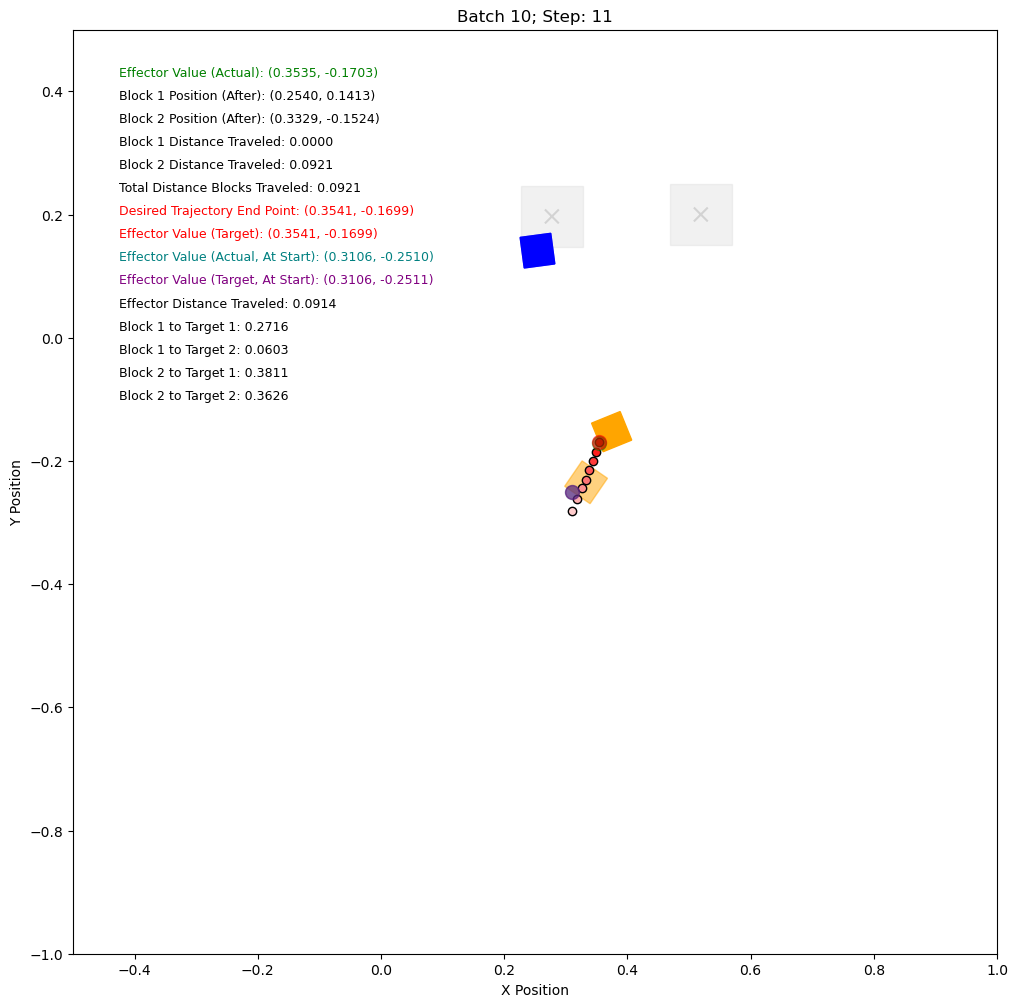 Batch 10; Step: 11
Effector Value (Actual): (0.3535, -0.1703)
Block 1 Position (After): (0.2540, 0.1413)
Block 2 Position (After): (0.3329, -0.1524)
Block 1 Distance Traveled: 0.0000
Block 2 Distance Traveled: 0.0921
Total Distance Blocks Traveled: 0.0921
Desired Trajectory End Point: (0.3541, -0.1699)
Effector Value (Target): (0.3541, -0.1699)
Effector Value (Actual, At Start): (0.3106, -0.2510)
Effector Value (Target, At Start): (0.3106, -0.2511)
Effector Distance Traveled: 0.0914
Block 1 to Target 1: 0.2716
Block 1 to Target 2: 0.0603
Block 2 to Target 1: 0.3811
Block 2 to Target 2: 0.3626
Y Position
0.4
0.2
0.0
−0.2
−0.4
−0.6
−0.8
−1.0
−0.4
−0.2
0.0
0.2
0.4
0.6
0.8
1.0
X Position